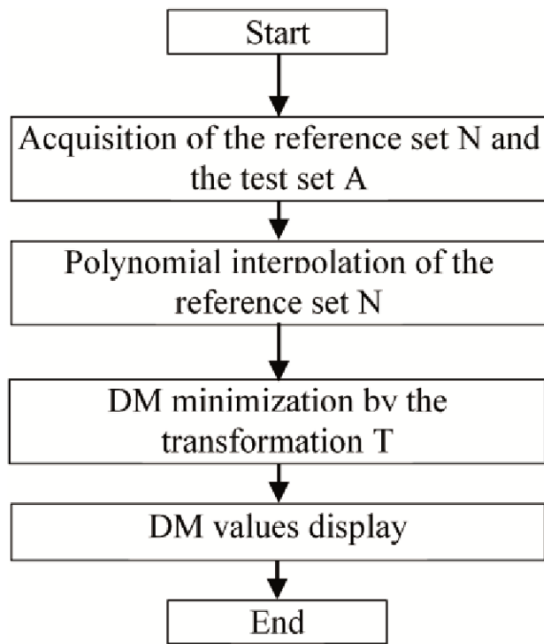 Start
Acquisition of the reference set N and
the test set A
Polynomial interpolation of the
reference set N
DM minimization by the
transformation T
DM values display
End